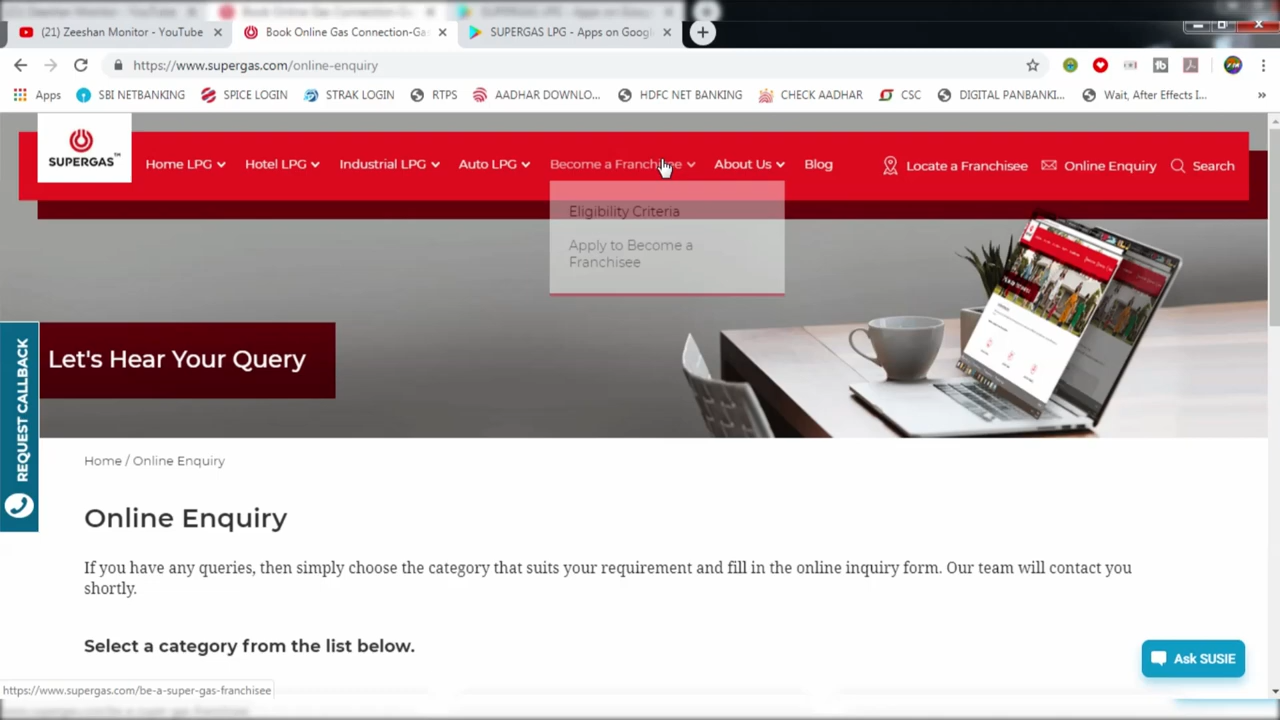 (21) Zeeshan Monitor - YouTube
Book Online Gas Connection-Ga
SUPERGAS LPG - Apps on Googl
https://www.supergas.com/online-enquiry
Apps
SBI NETBANKING
SPICE LOGIN
STRAK LOGIN
RTPS
AADHAR DOWNLO...
HDFC NET BANKING
CHECK AADHAR
CSC
DIGITAL PANBANKI...
Wait, After Effects I...
SUPERGAS™
Home LPG
Hotel LPG
Industrial LPG
Auto LPG
Become a Franchisee
About Us
Blog
Locate a Franchisee
Online Enquiry
Search
Eligibility Criteria
Apply to Become a
Franchisee
Let's Hear Your Query
REQUEST CALLBACK
Home / Online Enquiry
Online Enquiry
If you have any queries, then simply choose the category that suits your requirement and fill in the online inquiry form. Our team will contact you
shortly.
Select a category from the list below.
Ask SUSIE
https://www.supergas.com/be-a-super-gas-franchisee